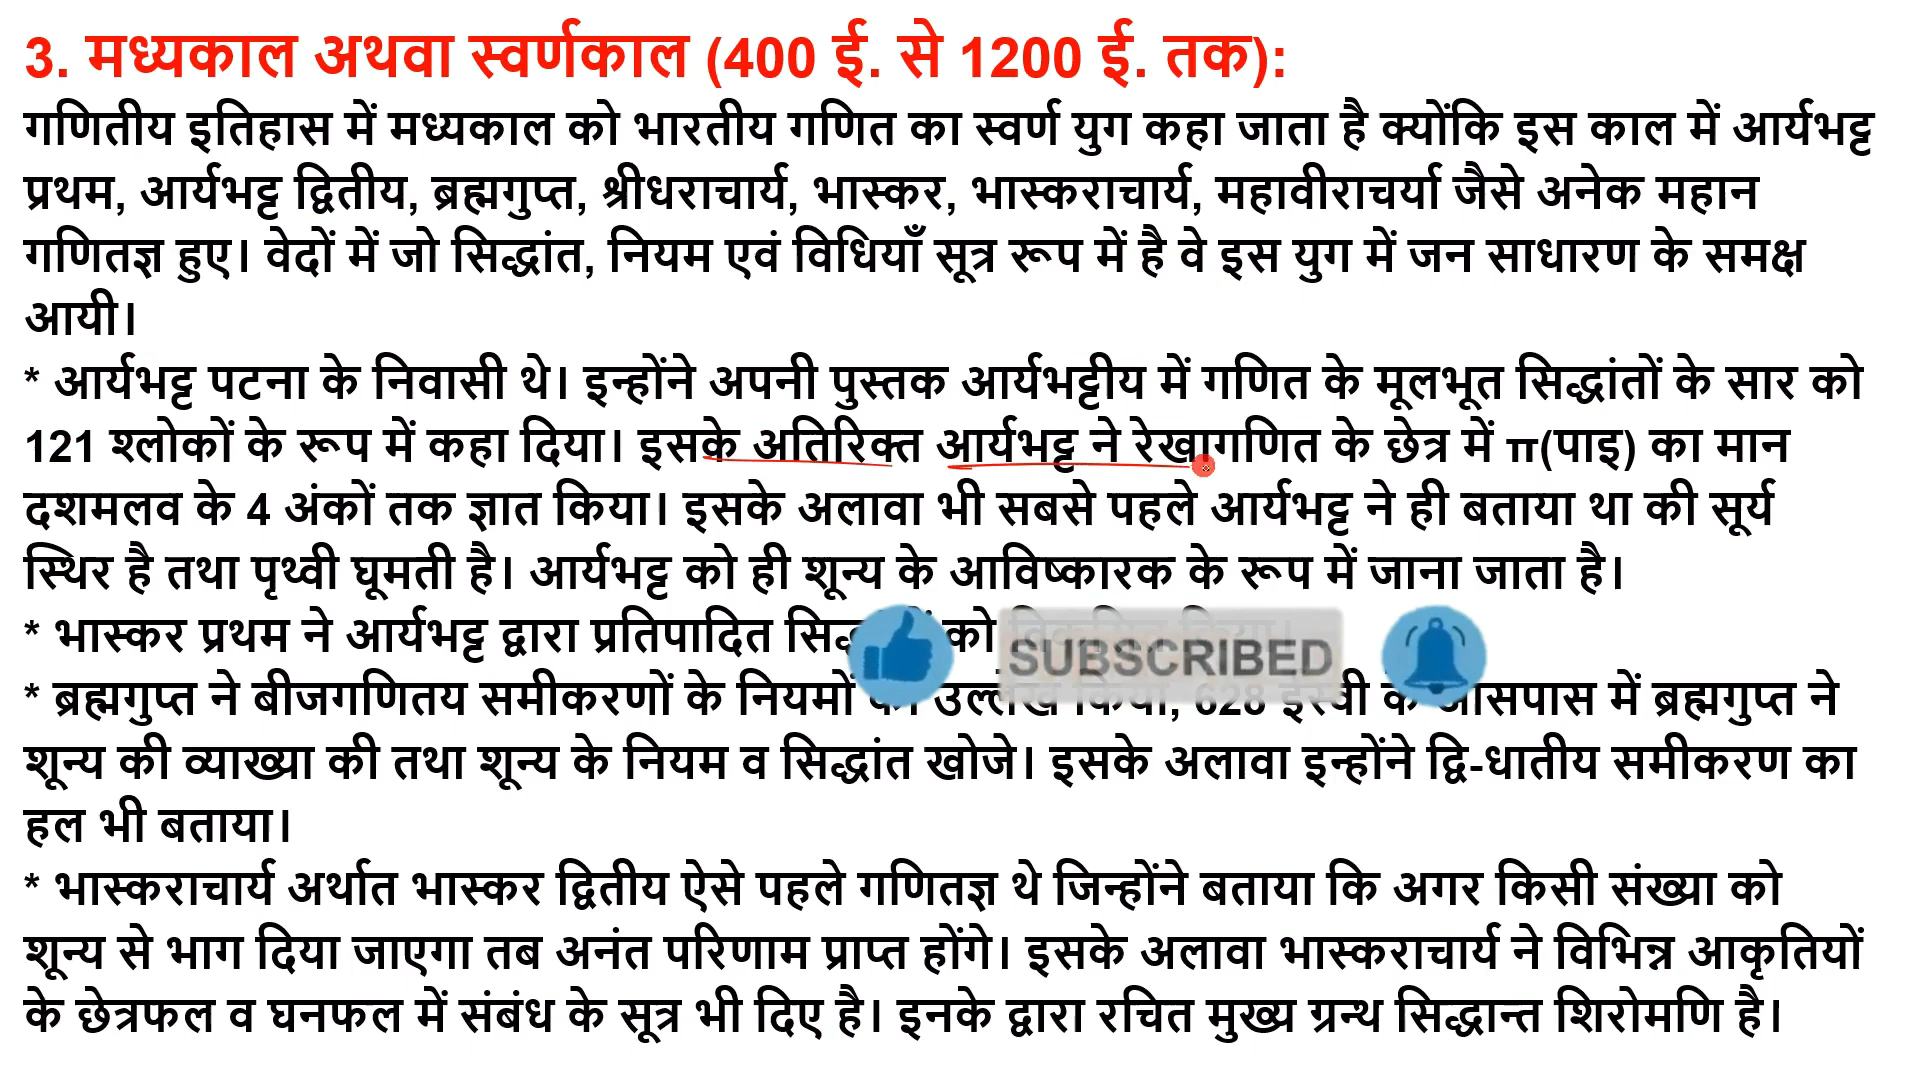 3. मध्यकाल अथवा स्वर्णकाल (400 ई. से 1200 ई. तक):
गणितीय इतिहास में मध्यकाल को भारतीय गणित का स्वर्ण युग कहा जाता है क्योंकि इस काल में आर्यभट्ट
प्रथम, आर्यभट्ट द्वितीय, ब्रह्मगुप्त, श्रीधराचार्य, भास्कर, भास्कराचार्य, महावीराचर्या जैसे अनेक महान
गणितज्ञ हुए। वेदों में जो सिद्धांत, नियम एवं विधियाँ सूत्र रूप में है वे इस युग में जन साधारण के समक्ष
आयी।
* आर्यभट्ट पटना के निवासी थे। इन्होंने अपनी पुस्तक आर्यभट्टीय में गणित के मूलभूत सिद्धांतों के सार को
121 श्लोकों के रूप में कहा दिया। इसके अतिरिक्त आर्यभट्ट ने रेखागणित के छेत्र में π(पाइ) का मान
दशमलव के 4 अंकों तक ज्ञात किया। इसके अलावा भी सबसे पहले आर्यभट्ट ने ही बताया था की सूर्य
स्थिर है तथा पृथ्वी घूमती है। आर्यभट्ट को ही शून्य के आविष्कारक के रूप में जाना जाता है।
* भास्कर प्रथम ने आर्यभट्ट द्वारा प्रतिपादित को
SUBSCRIBED
* ब्रह्मगुप्त ने बीजगणितय समीकरणों के नियमों उल्लेख किया, 628 इस्वी के आसपास में ब्रह्मगुप्त ने
शून्य की व्याख्या की तथा शून्य के नियम व सिद्धांत खोजे। इसके अलावा इन्होंने द्वि-धातीय समीकरण का
हल भी बताया।
* भास्कराचार्य अर्थात भास्कर द्वितीय ऐसे पहले गणितज्ञ थे जिन्होंने बताया कि अगर किसी संख्या को
शून्य से भाग दिया जाएगा तब अनंत परिणाम प्राप्त होंगे। इसके अलावा भास्कराचार्य ने विभिन्न आकृतियों
के छेत्रफल व घनफल में संबंध के सूत्र भी दिए है। इनके द्वारा रचित मुख्य ग्रन्थ सिद्धान्त शिरोमणि है।